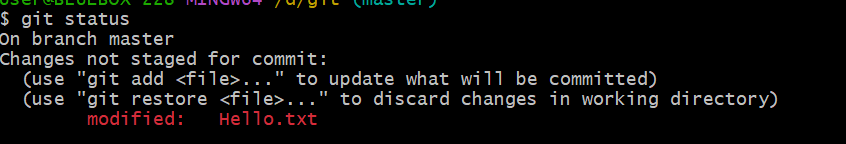 User@BLUEBOX-228 MINGW64 /d/git (master)
$ git status
On branch master
Changes not staged for commit:
  (use "git add <file>..." to update what will be committed)
  (use "git restore <file>..." to discard changes in working directory)
        modified:   Hello.txt